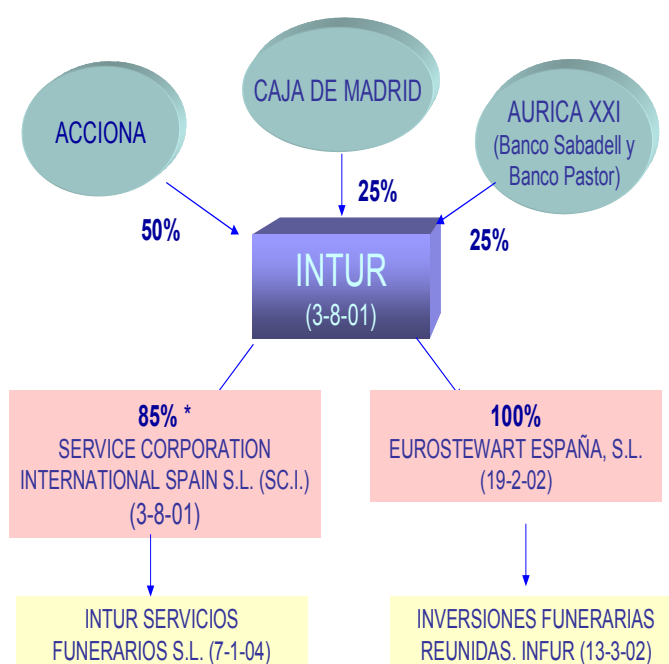 ACCIONA
CAJA DE MADRID
AURICA XXI
(Banco Sabadell y
Banco Pastor)
50%
25%
25%
INTUR
(3-8-01)
85% *
SERVICE CORPORATION
INTERNATIONAL SPAIN S.L. (SC.I.)
(3-8-01)
100%
EUROSTEWART ESPAÑA, S.L.
(19-2-02)
INTUR SERVICIOS
FUNERARIOS S.L. (7-1-04)
INVERSIONES FUNERARIAS
REUNIDAS. INFUR (13-3-02)